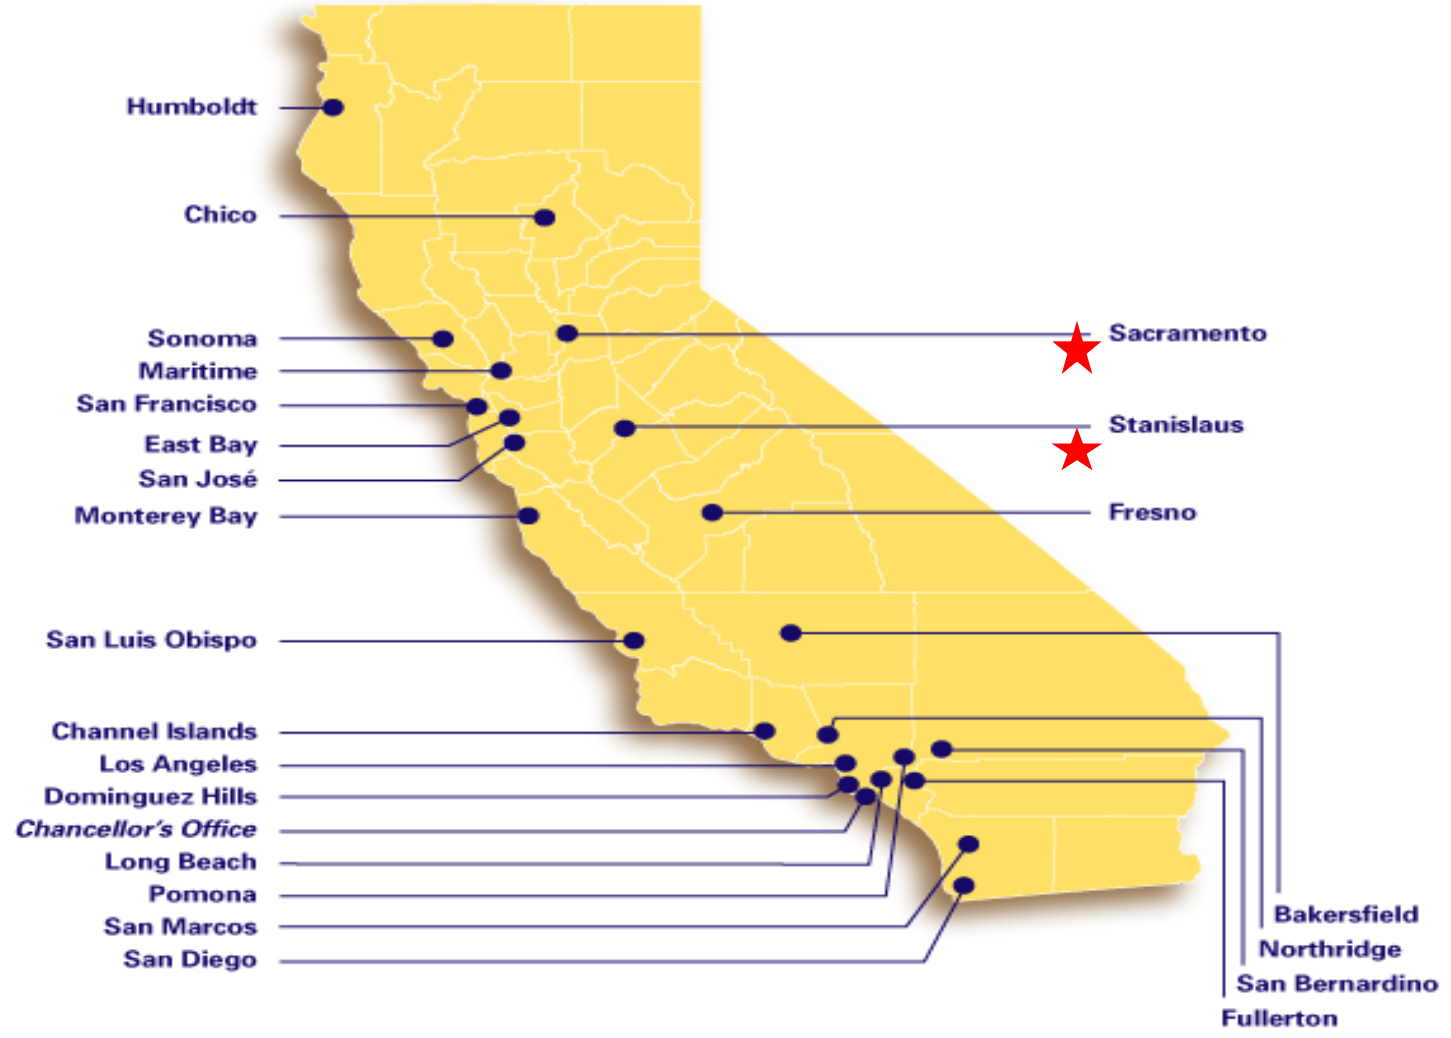 Humboldt
Chico
Sonoma
Maritime
San Francisco
East Bay
San José
Monterey Bay
San Luis Obispo
Channel Islands
Los Angeles
Dominguez Hills
Chancellor's Office
Long Beach
Pomona
San Marcos
San Diego
Sacramento
Stanislaus
Fresno
Bakersfield
Northridge
San Bernardino
Fullerton